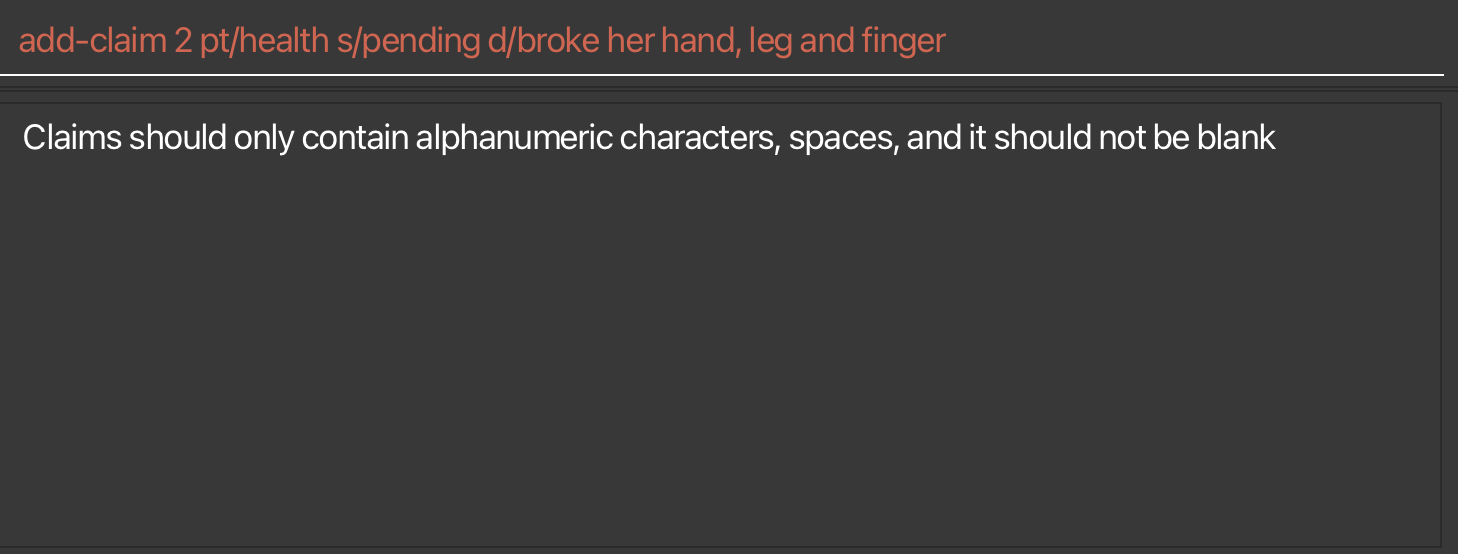 add-claim 2 pt/health s/pending d/broke her hand, leg and finger
Claims should only contain alphanumeric characters, spaces, and it should not be blank